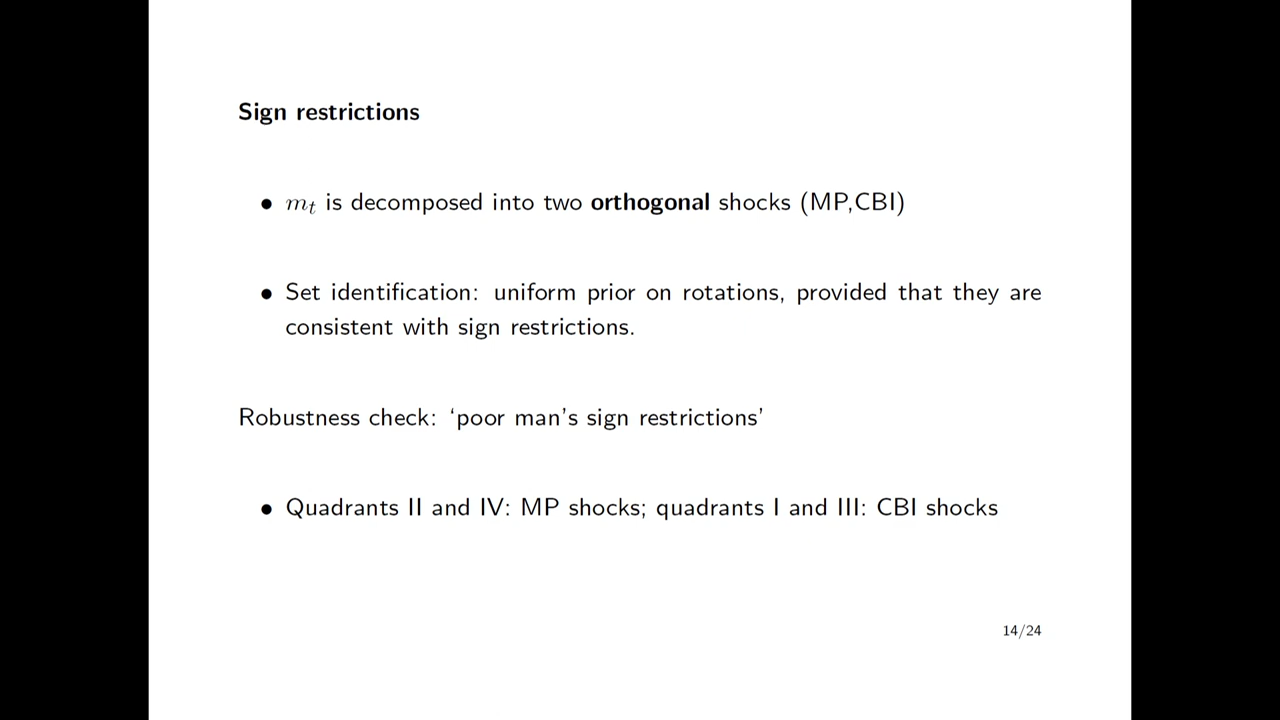 Sign restrictions
• m_t is decomposed into two orthogonal shocks (MP,CBI)
• Set identification: uniform prior on rotations, provided that they are
consistent with sign restrictions.
Robustness check: ‘poor man’s sign restrictions’
• Quadrants II and IV: MP shocks; quadrants I and III: CBI shocks
14/24